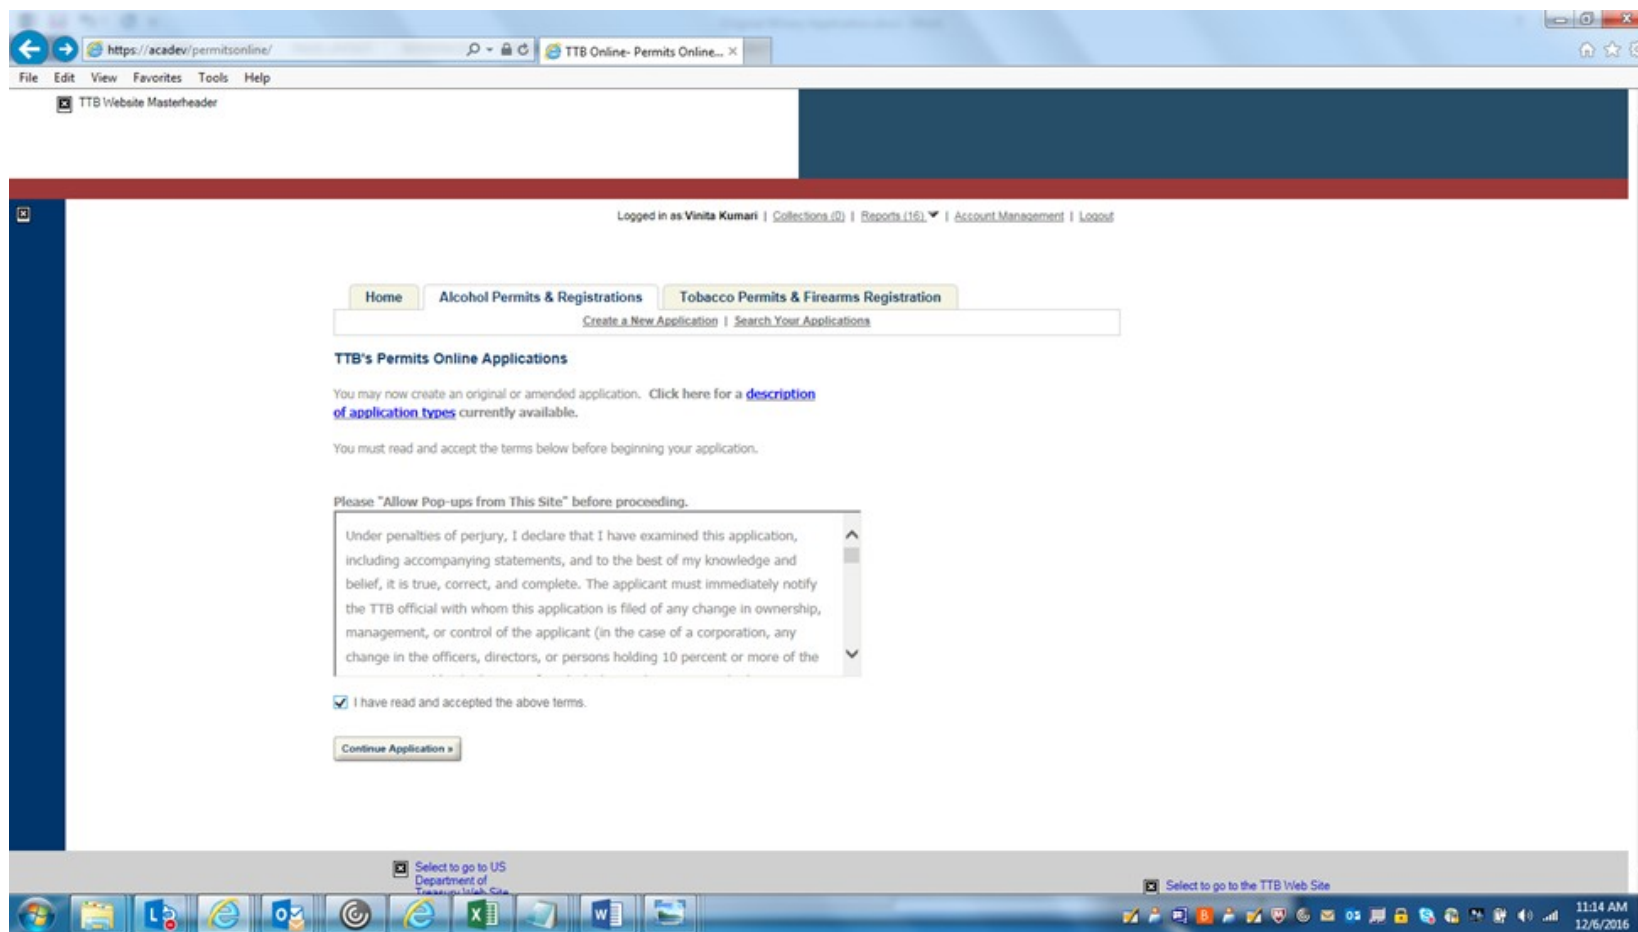 https://acadev/permitsonline/
TTB Online- Permits Online...
File Edit View Favorites Tools Help
TTB Website Masterheader
Logged in as:Vinita Kumari | Collections (0) | Reports (16) | Account Management | Logout
Home Alcohol Permits & Registrations Tobacco Permits & Firearms Registration
Create a New Application | Search Your Applications
TTB's Permits Online Applications
You may now create an original or amended application. Click here for a description
of application types currently available.
You must read and accept the terms below before beginning your application.
Please "Allow Pop-ups from This Site" before proceeding.
Under penalties of perjury, I declare that I have examined this application,
including accompanying statements, and to the best of my knowledge and
belief, it is true, correct, and complete. The applicant must immediately notify
the TTB official with whom this application is filed of any change in ownership,
management, or control of the applicant (in the case of a corporation, any
change in the officers, directors, or persons holding 10 percent or more of the
I have read and accepted the above terms.
Continue Application »
Select to go to US
Department of
Treasury Web Site
Select to go to the TTB Web Site
11:14 AM
12/6/2016